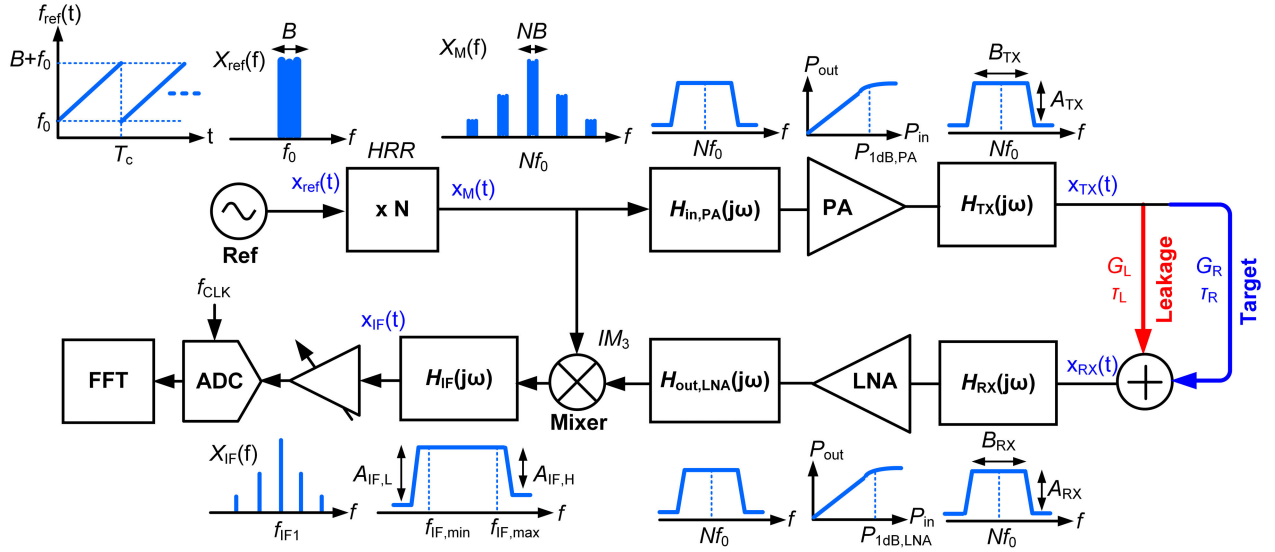 f_ref(t)
B+f_0
f_0
T_c
t
X_ref(f)
B
f_0
f
X_M(f)
NB
Nf_0
f
Nf_0
f
P_out
P_in
P_1dB,PA
B_TX
A_TX
Nf_0
f
Ref
x_ref(t)
HRR
x N
x_M(t)
H_in,PA(jω)
PA
H_TX(jω)
x_TX(t)
G_L
τ_L
Leakage
G_R
τ_R
Target
f_CLK
FFT
ADC
x_IF(t)
H_IF(jω)
IM_3
Mixer
H_out,LNA(jω)
LNA
H_RX(jω)
x_RX(t)
X_IF(f)
f_IF1
f
A_IF,L
A_IF,H
f_IF,min
f_IF,max
f
Nf_0
f
P_out
P_in
P_1dB,LNA
B_RX
A_RX
Nf_0
f